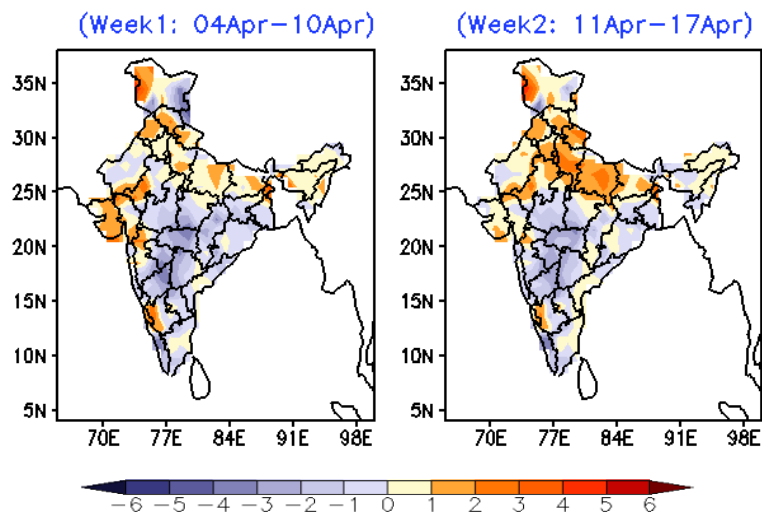 (Week1: 04Apr-10Apr) (Week2: 11Apr-17Apr)
35N 35N
30N 30N
25N 25N
20N 20N
15N 15N
10N 10N
5N 5N
70E 77E 84E 91E 98E 70E 77E 84E 91E 98E
-6 -5 -4 -3 -2 -1 0 1 2 3 4 5 6